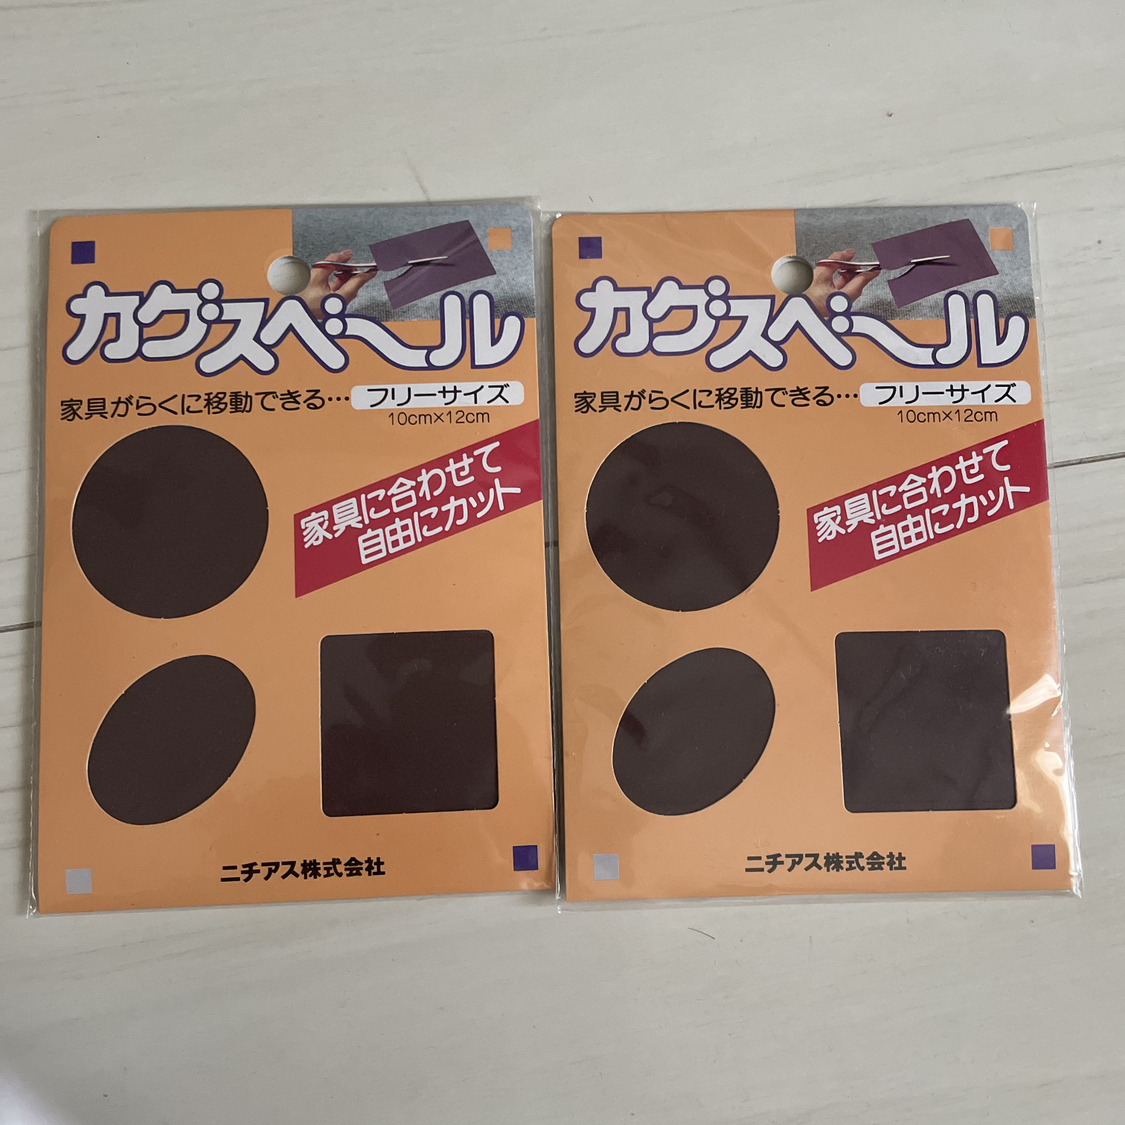 カグスベ〜ル
家具がらくに移動できる…フリーサイズ
10cm×12cm
家具に合わせて
自由にカット
ニチアス株式会社
カグスベ〜ル
家具がらくに移動できる…フリーサイズ
10cm×12cm
家具に合わせて
自由にカット
ニチアス株式会社